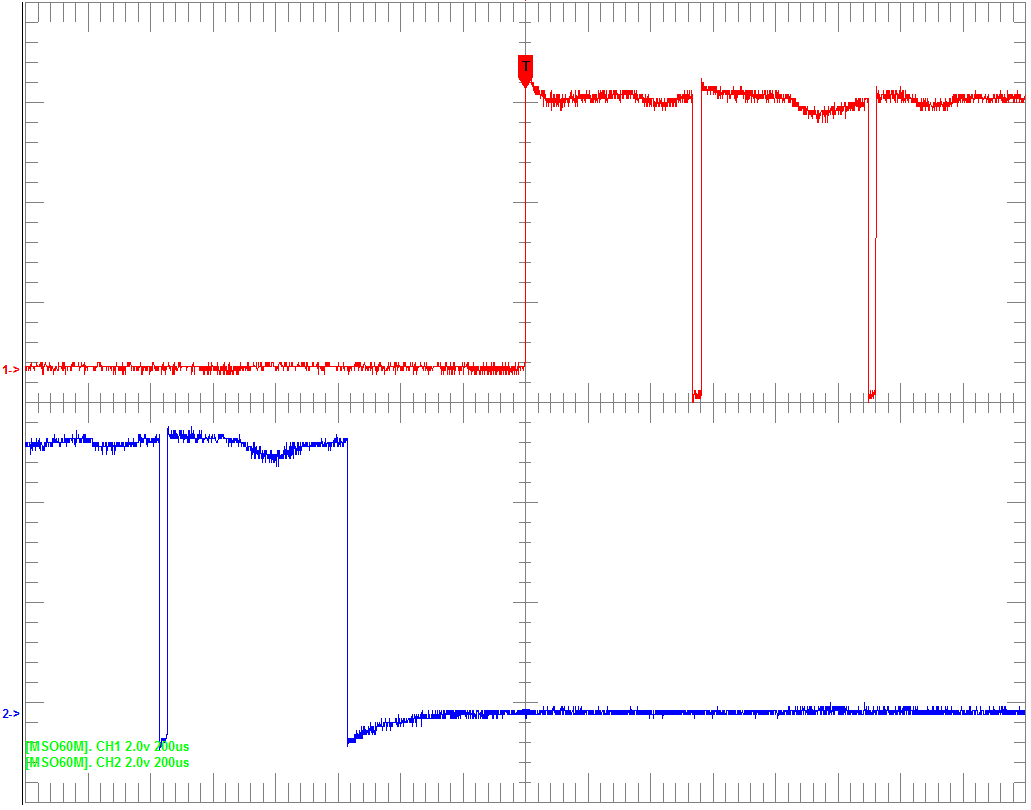 T
1->
2->
[MSO60M]. CH1 2.0v 200us
[MSO60M]. CH2 2.0v 200us